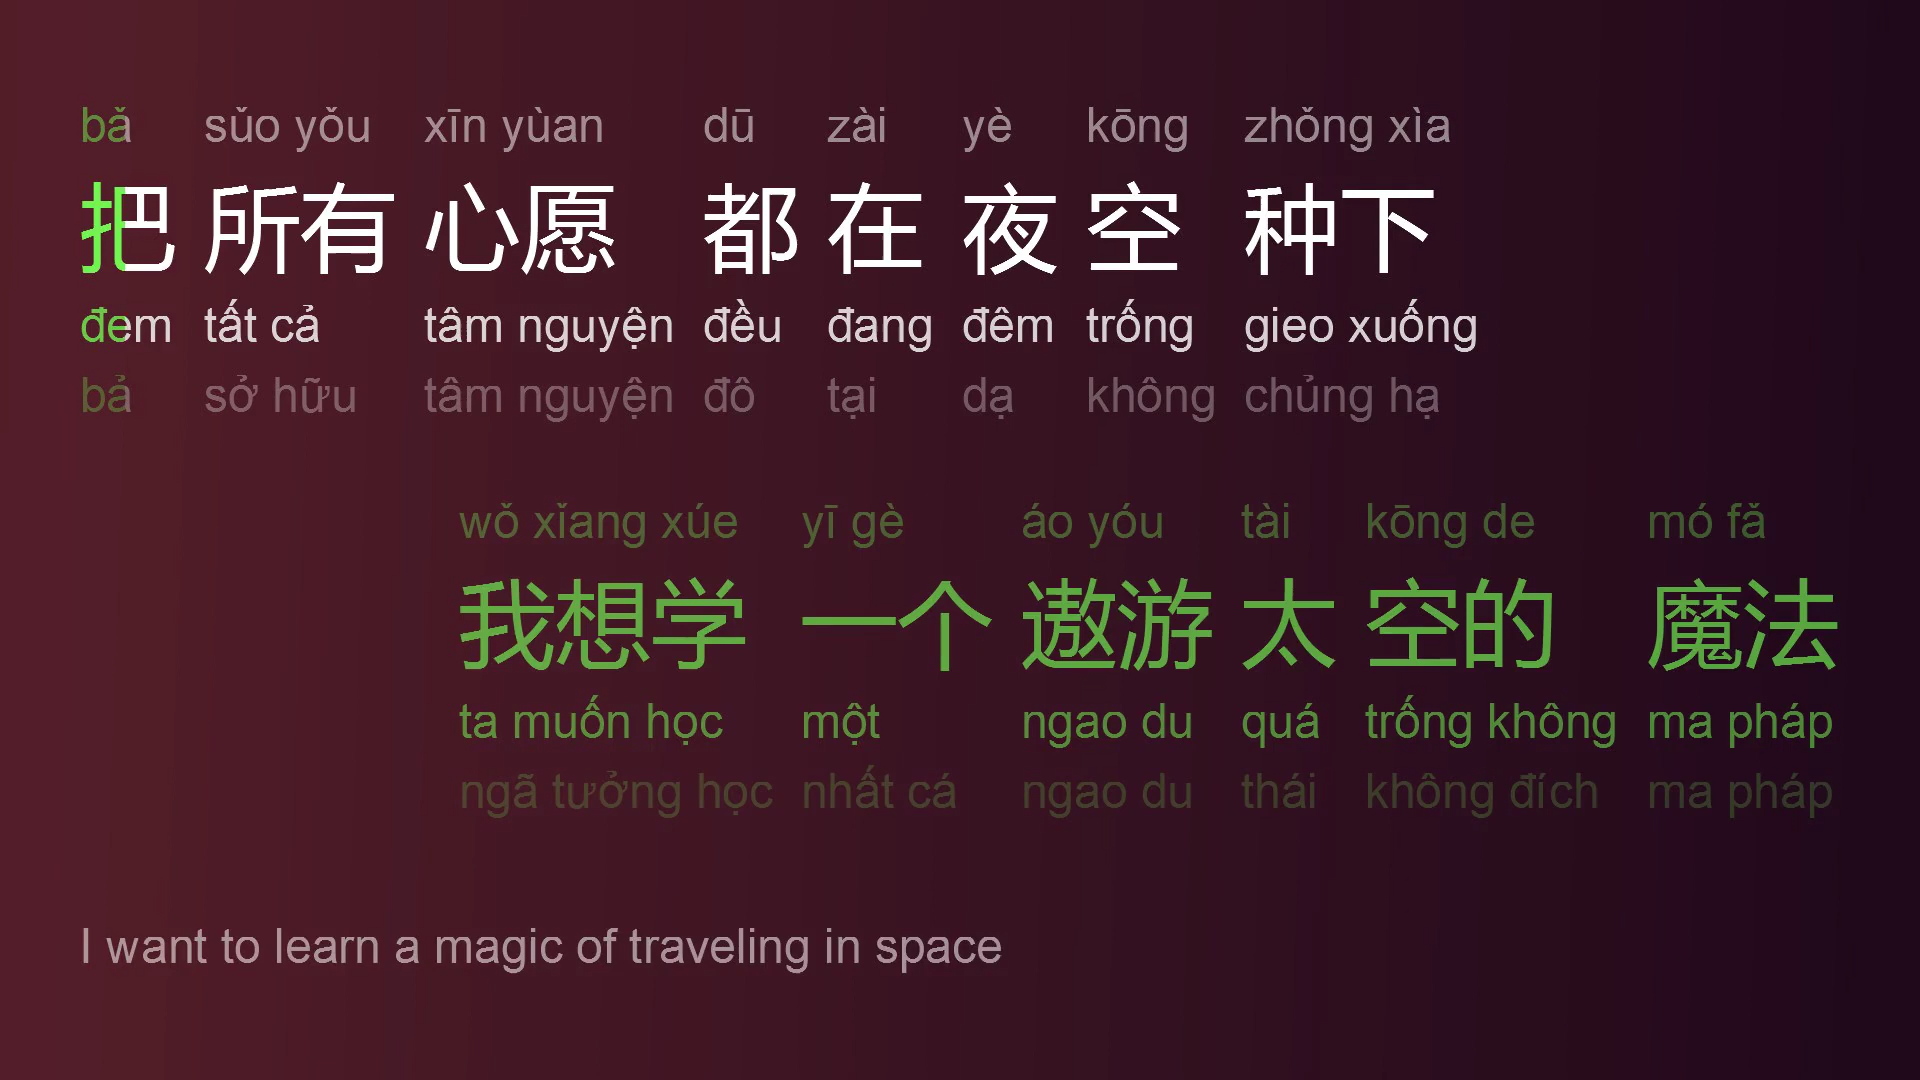 bǎ sǔo yǒu xīn yùan dū zài yè kōng zhǒng xìa
把 所有 心愿 都 在 夜 空 种下
đem tất cả tâm nguyện đều đang đêm trống gieo xuống
bả sở hữu tâm nguyện đô tại dạ không chủng hạ
wǒ xǐang xúe yī gè áo yóu tài kōng de mó fǎ
我想学 一个 遨游 太 空的 魔法
ta muốn học một ngao du quá trống không ma pháp
ngã tưởng học nhất cá ngao du thái không đích ma pháp
I want to learn a magic of traveling in space